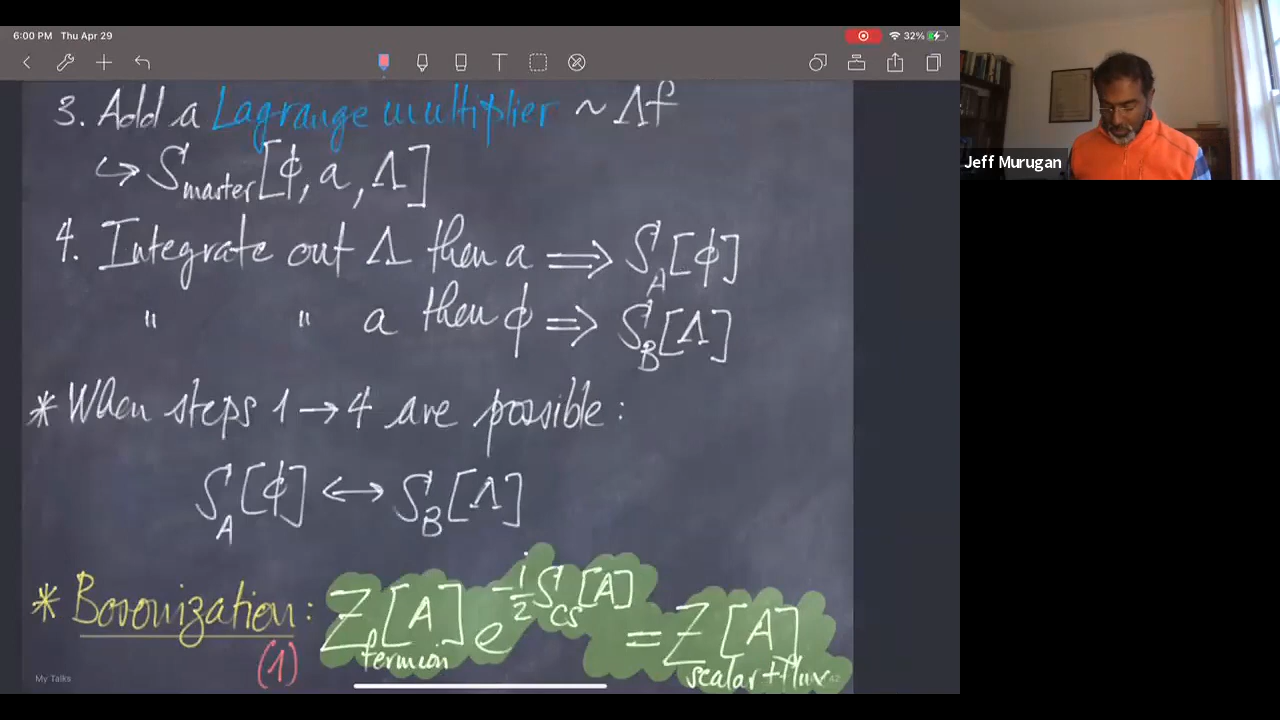 6:00 PM Thu Apr 29
32%
3. Add a Lagrange multiplier ~ Λf
↪ S_master[ϕ, a, Λ]
4. Integrate out Λ then a ⟹ S_A[ϕ]
" " a then ϕ ⟹ S_B[Λ]
* When steps 1 → 4 are possible:
S_A[ϕ] ↔ S_B[Λ]
* Bosonization: Z_fermion[A] e^{-i/2 S_CS[A]} = Z_scalar+flux[A]
(1)
My Talks
Jeff Murugan